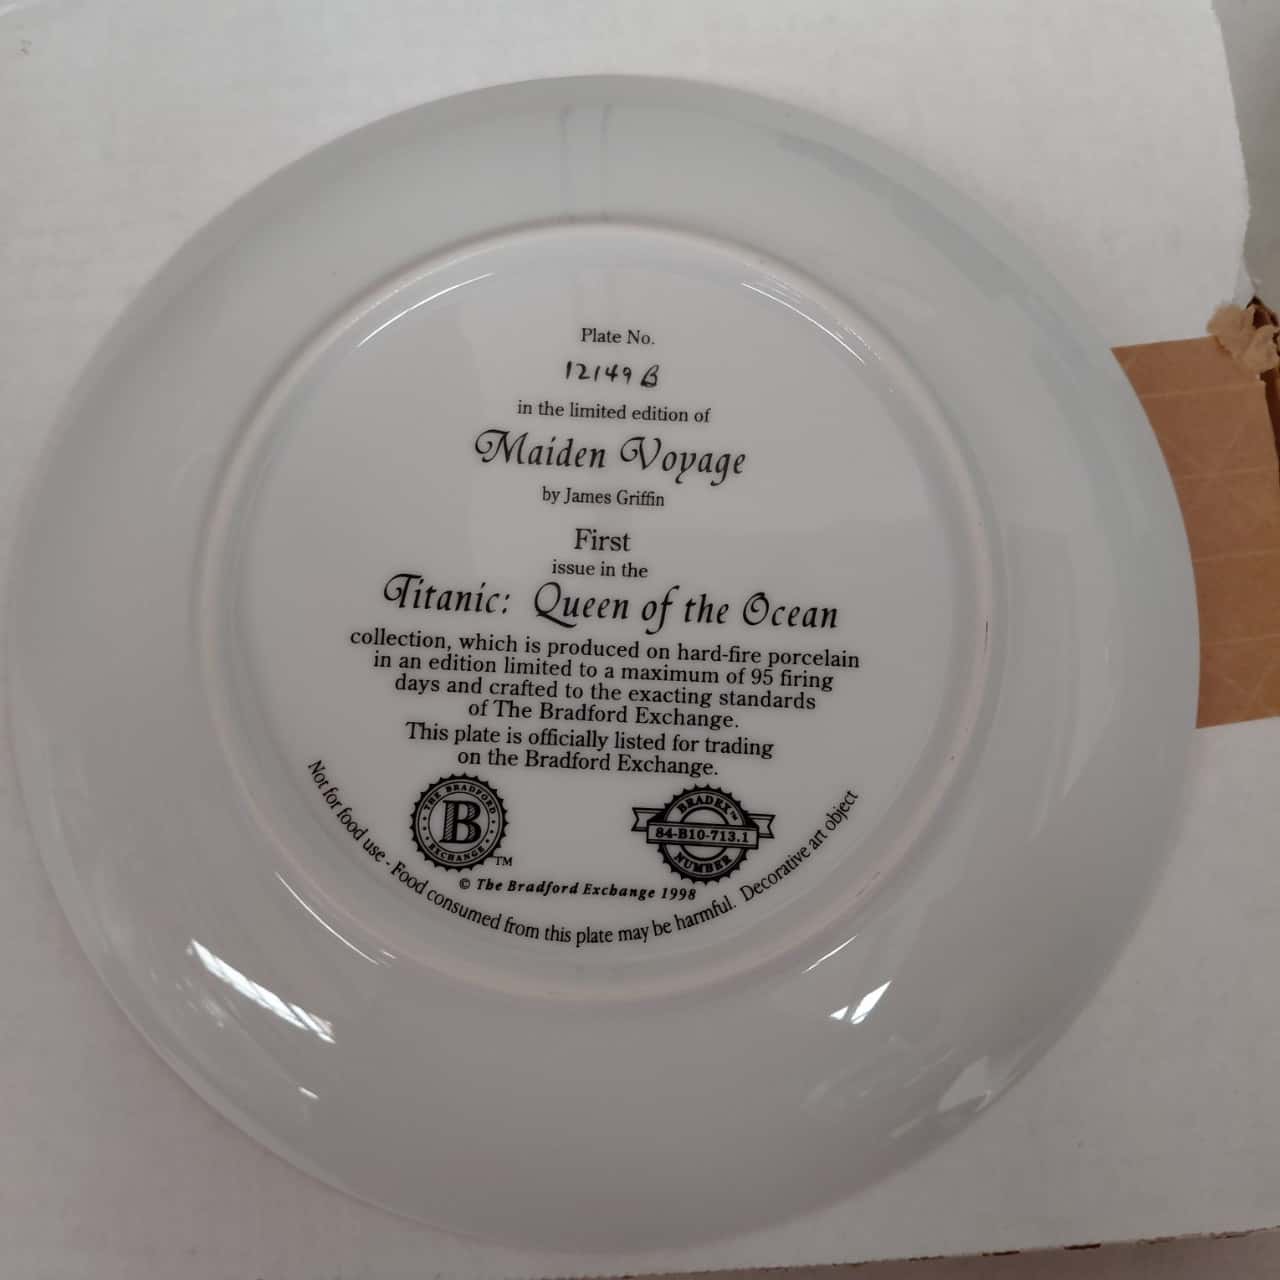 Plate No.
12149 B
in the limited edition of
Maiden Voyage
by James Griffin
First
issue in the
Titanic: Queen of the Ocean
collection, which is produced on hard-fire porcelain
in an edition limited to a maximum of 95 firing
days and crafted to the exacting standards
of The Bradford Exchange.
This plate is officially listed for trading
on the Bradford Exchange.
THE BRADFORD
B
EXCHANGE
TM
BRADEX™
84-B10-713.1
NUMBER
© The Bradford Exchange 1998
Not for food use - Food consumed from this plate may be harmful. Decorative art object